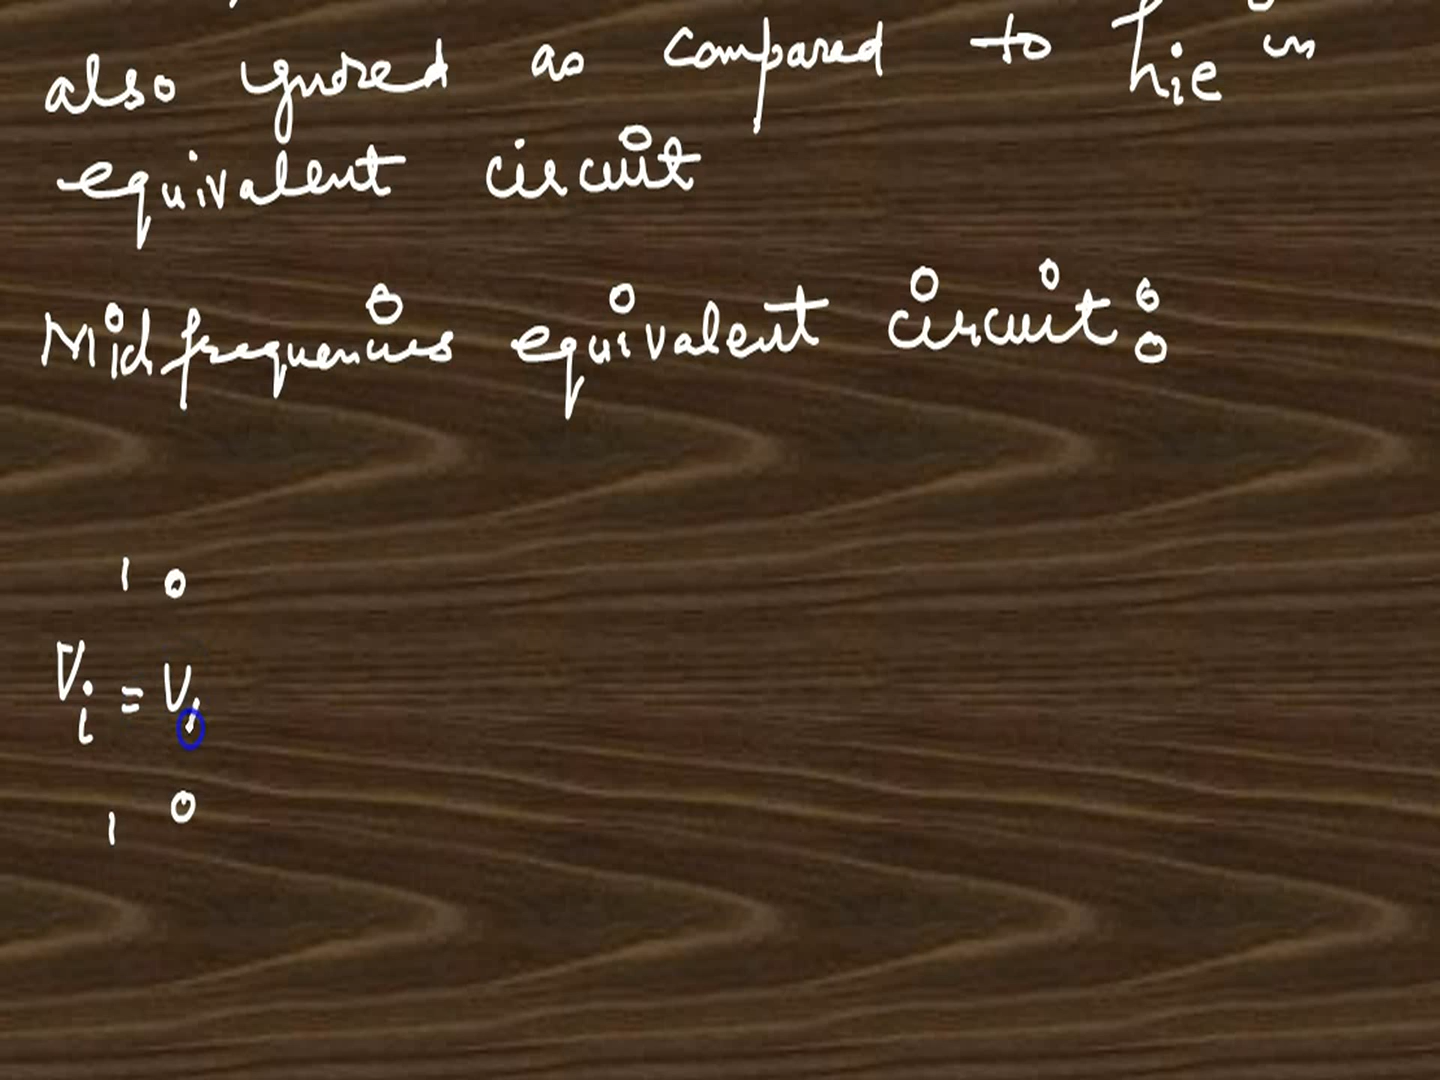 also ignored as compared to hie in
equivalent circuit
Mid frequencies equivalent circuit:
Vi = Vi